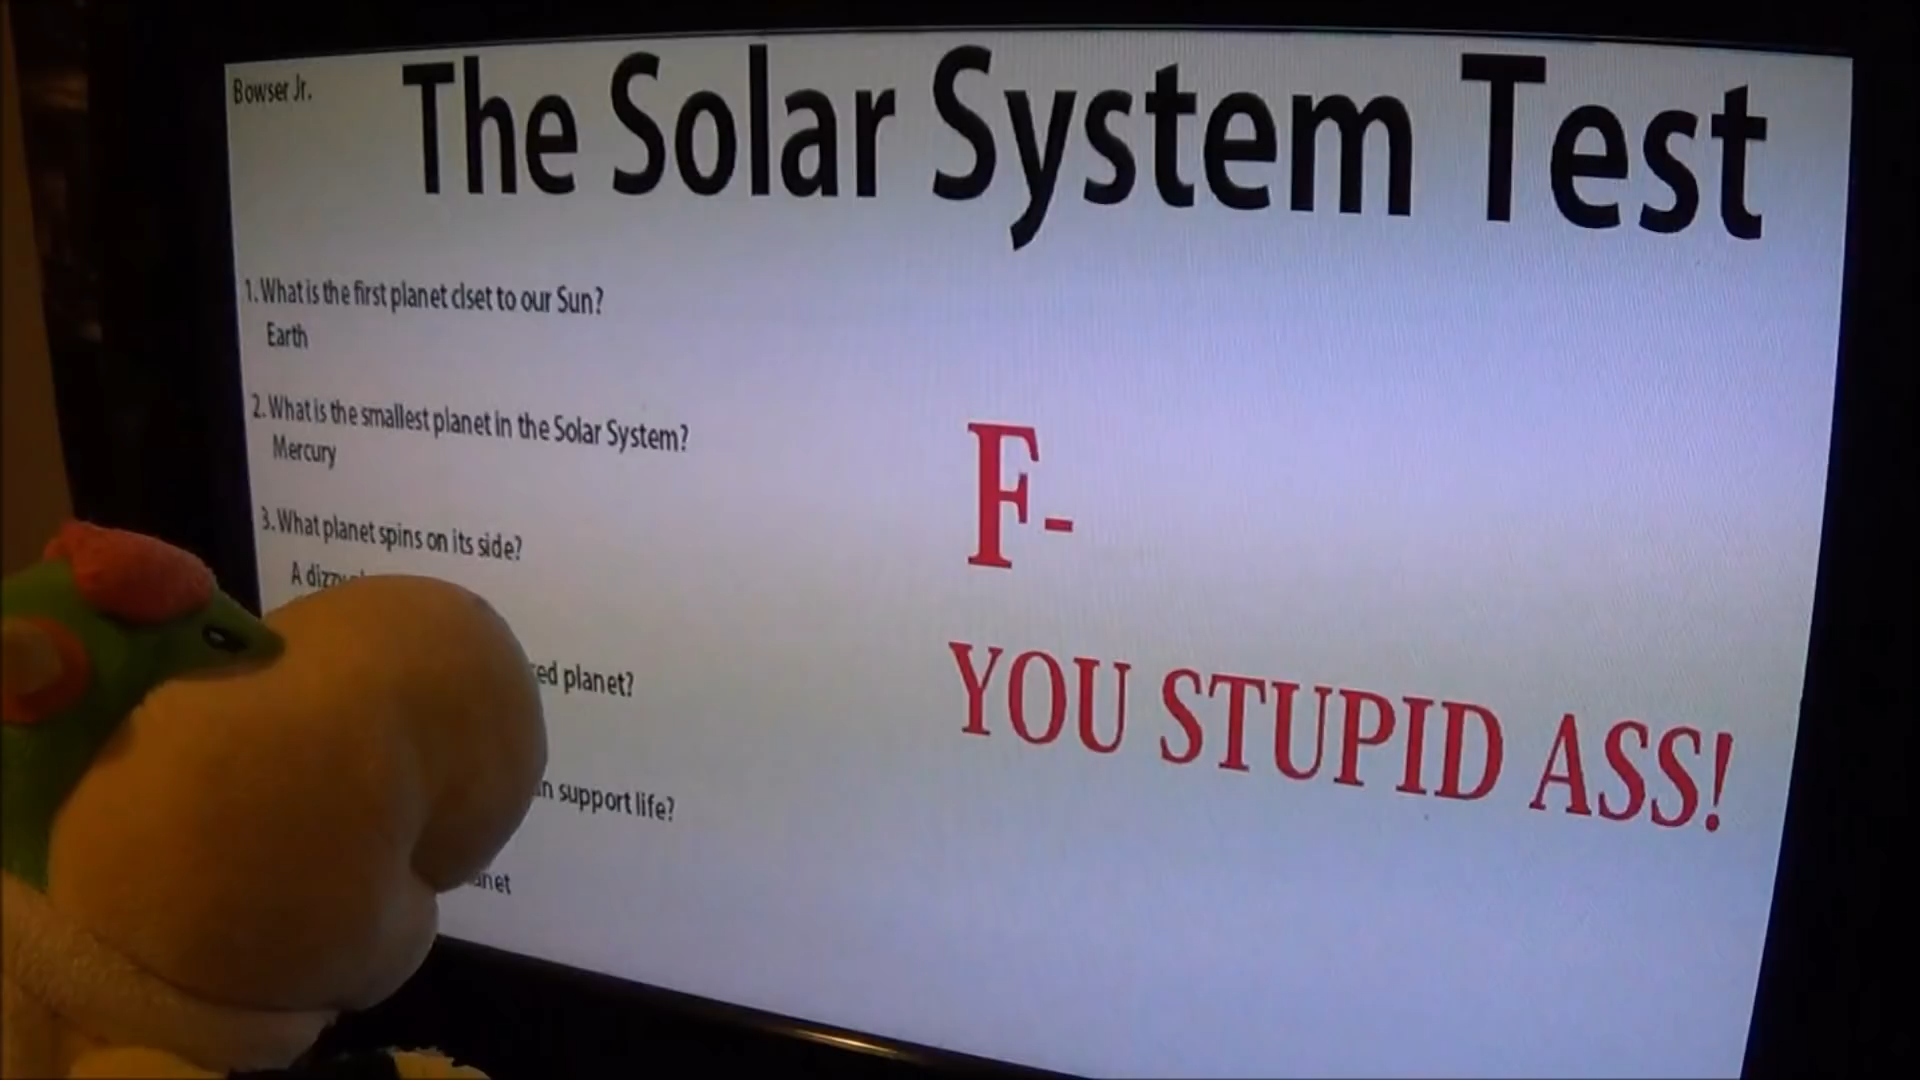 Bowser Jr.
The Solar System Test
1. What is the first planet clset to our Sun?
Earth
2. What is the smallest planet in the Solar System?
Mercury
3. What planet spins on its side?
A
planet?
support life?
F-
YOU STUPID ASS!